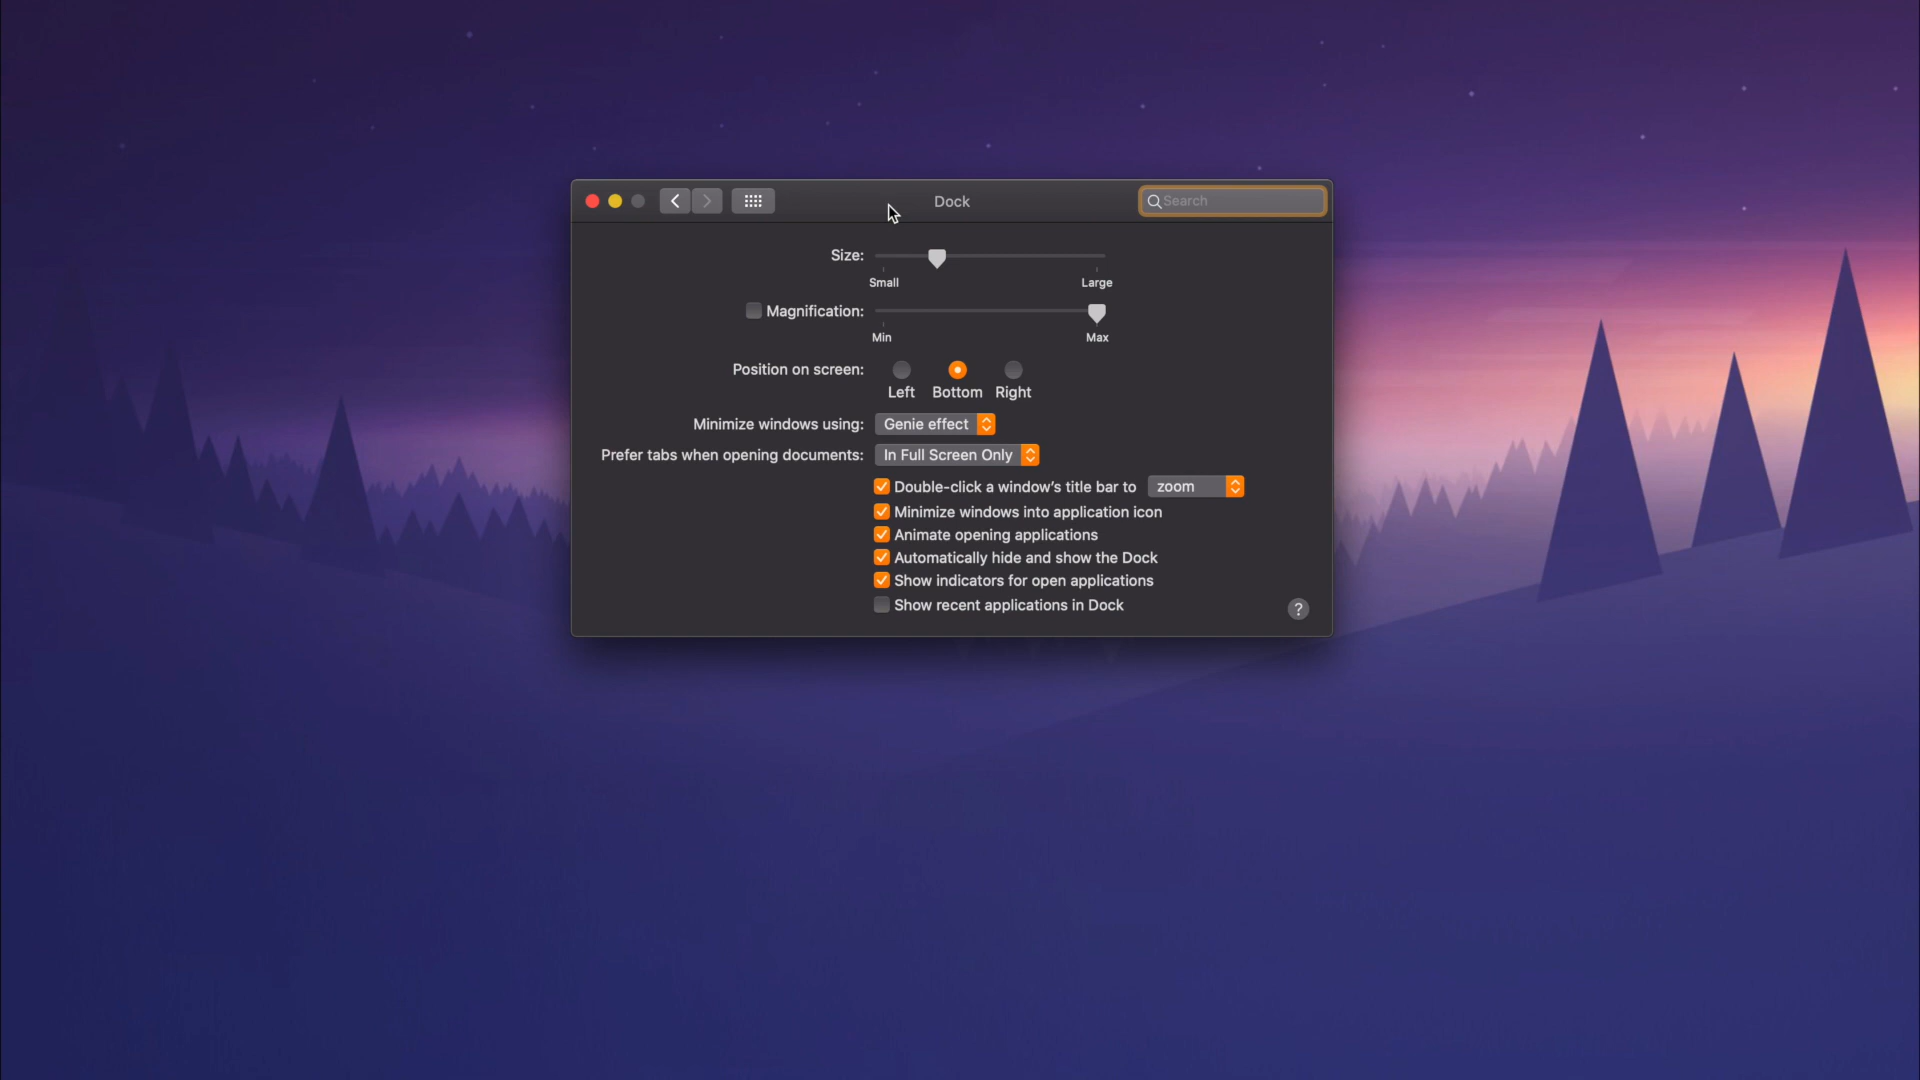 Dock
Search
Size:
Small Large
Magnification:
Min Max
Position on screen:
Left Bottom Right
Minimize windows using: Genie effect
Prefer tabs when opening documents: In Full Screen Only
Double-click a window's title bar to zoom
Minimize windows into application icon
Animate opening applications
Automatically hide and show the Dock
Show indicators for open applications
Show recent applications in Dock
?